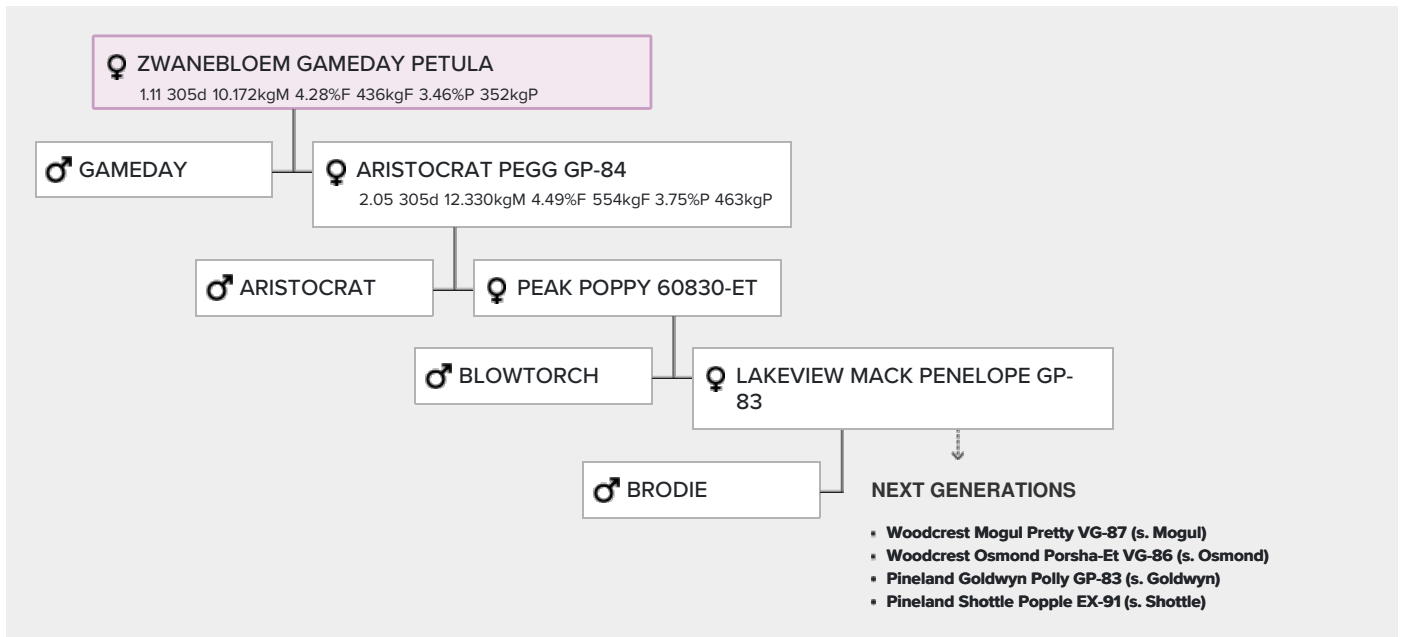 ZWANEBLOEM GAMEDAY PETULA
1.11 305d 10.172kgM 4.28%F 436kgF 3.46%P 352kgP
GAMEDAY
ARISTOCRAT PEGG GP-84
2.05 305d 12.330kgM 4.49%F 554kgF 3.75%P 463kgP
ARISTOCRAT
PEAK POPPY 60830-ET
BLOWTORCH
LAKEVIEW MACK PENELOPE GP-
83
BRODIE
NEXT GENERATIONS
Woodcrest Mogul Pretty VG-87 (s. Mogul)
Woodcrest Osmond Porsha-Et VG-86 (s. Osmond)
Pineland Goldwyn Polly GP-83 (s. Goldwyn)
Pineland Shottle Popple EX-91 (s. Shottle)